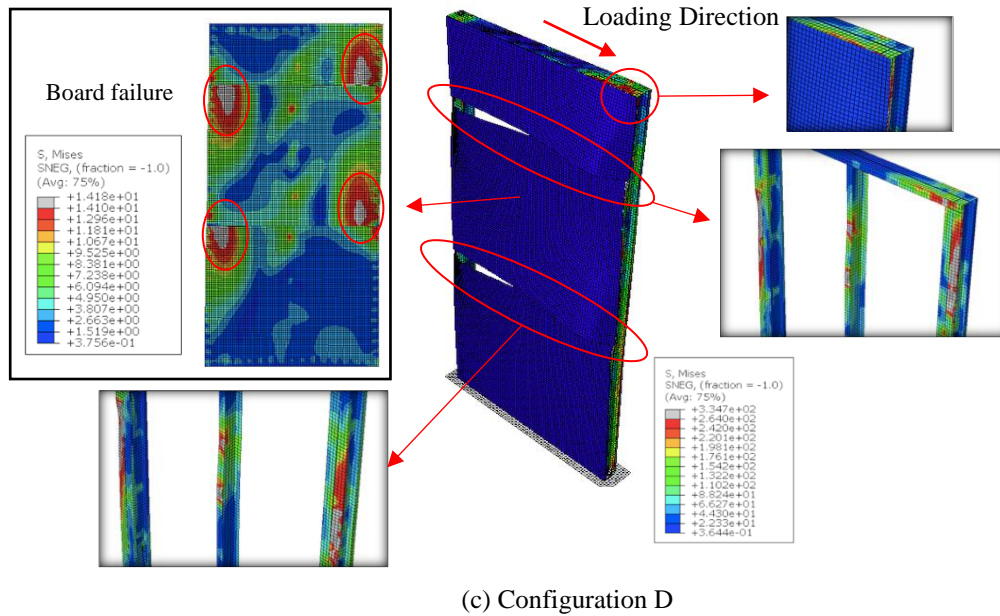 Loading Direction
Board failure
S, Mises
SNEG, (fraction = -1.0)
(Avg: 75%)
+1.418e+01
+1.410e+01
+1.296e+01
+1.181e+01
+1.067e+01
+9.525e+00
+8.381e+00
+7.238e+00
+6.094e+00
+4.950e+00
+3.807e+00
+2.663e+00
+1.519e+00
+3.756e-01
S, Mises
SNEG, (fraction = -1.0)
(Avg: 75%)
+3.347e+02
+2.640e+02
+2.420e+02
+2.201e+02
+1.981e+02
+1.761e+02
+1.542e+02
+1.322e+02
+1.102e+02
+8.824e+01
+6.627e+01
+4.430e+01
+2.233e+01
+3.644e-01
(c) Configuration D